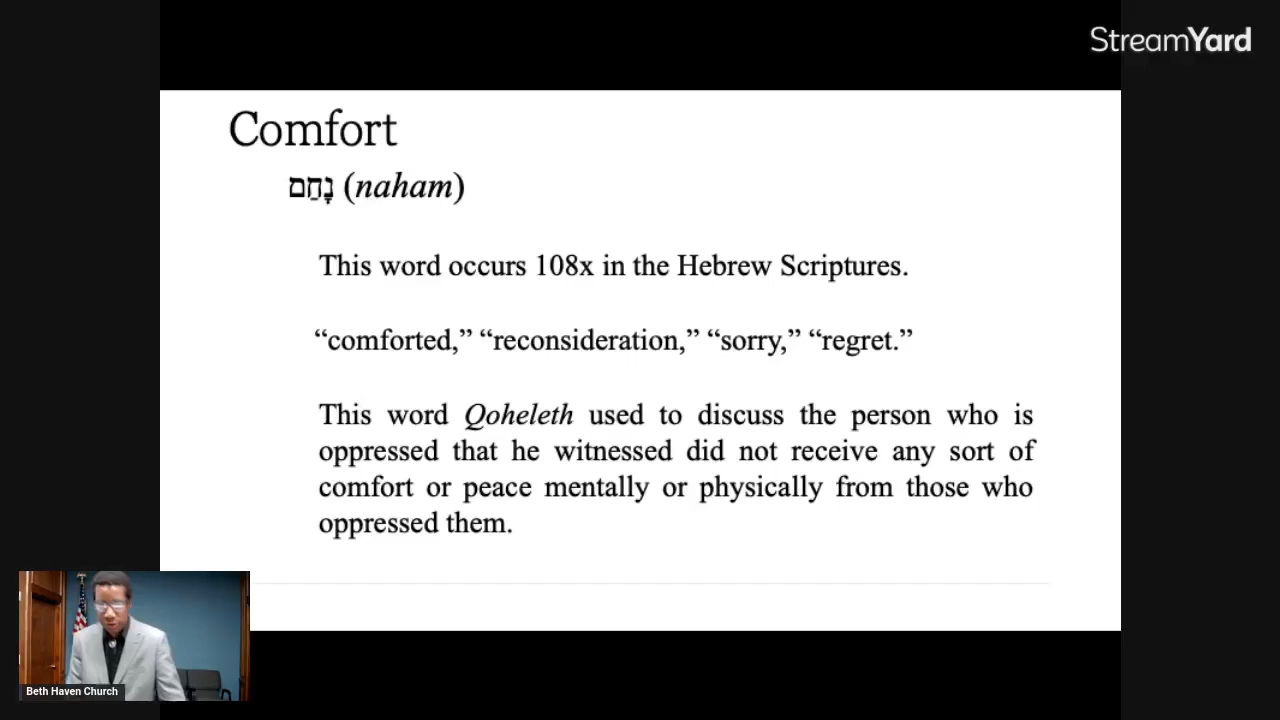 StreamYard
Comfort
נָחַם (naham)
This word occurs 108x in the Hebrew Scriptures.
“comforted,” “reconsideration,” “sorry,” “regret.”
This word Qoheleth used to discuss the person who is
oppressed that he witnessed did not receive any sort of
comfort or peace mentally or physically from those who
oppressed them.
Beth Haven Church